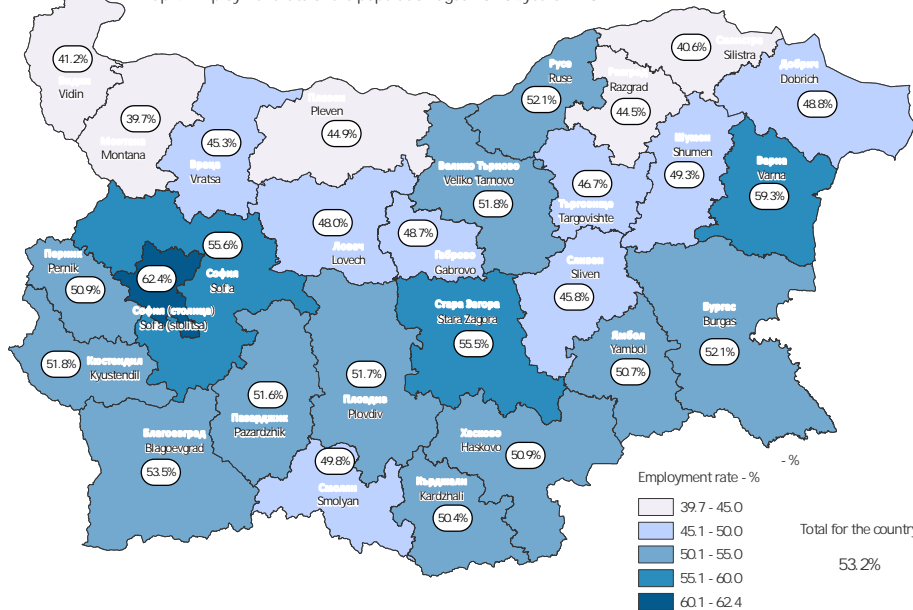 41.2%
Видин
Vidin
39.7%
Монтана
Montana
45.3%
Враца
Vratsa
Плевен
Pleven
44.9%
Русе
Ruse
52.1%
Разград
Razgrad
44.5%
40.6%
Силистра
Silistra
Добрич
Dobrich
48.8%
Шумен
Shumen
49.3%
Варна
Varna
59.3%
Велико Търново
Veliko Tarnovo
51.8%
46.7%
Търговище
Targovishte
48.0%
Ловеч
Lovech
48.7%
Габрово
Gabrovo
Сливен
Sliven
45.8%
55.6%
София
Sofia
62.4%
София (столица)
Sofia (stolitsa)
Перник
Pernik
50.9%
51.8%
Кюстендил
Kyustendil
Благоевград
Blagoevgrad
53.5%
51.6%
Пазарджик
Pazardzhik
51.7%
Пловдив
Plovdiv
Стара Загора
Stara Zagora
55.5%
Ямбол
Yambol
50.7%
Бургас
Burgas
52.1%
Хасково
Haskovo
50.9%
49.8%
Смолян
Smolyan
Кърджали
Kardzhali
50.4%
- %
Employment rate - %
39.7 - 45.0
45.1 - 50.0
50.1 - 55.0
55.1 - 60.0
60.1 - 62.4
Total for the country
53.2%